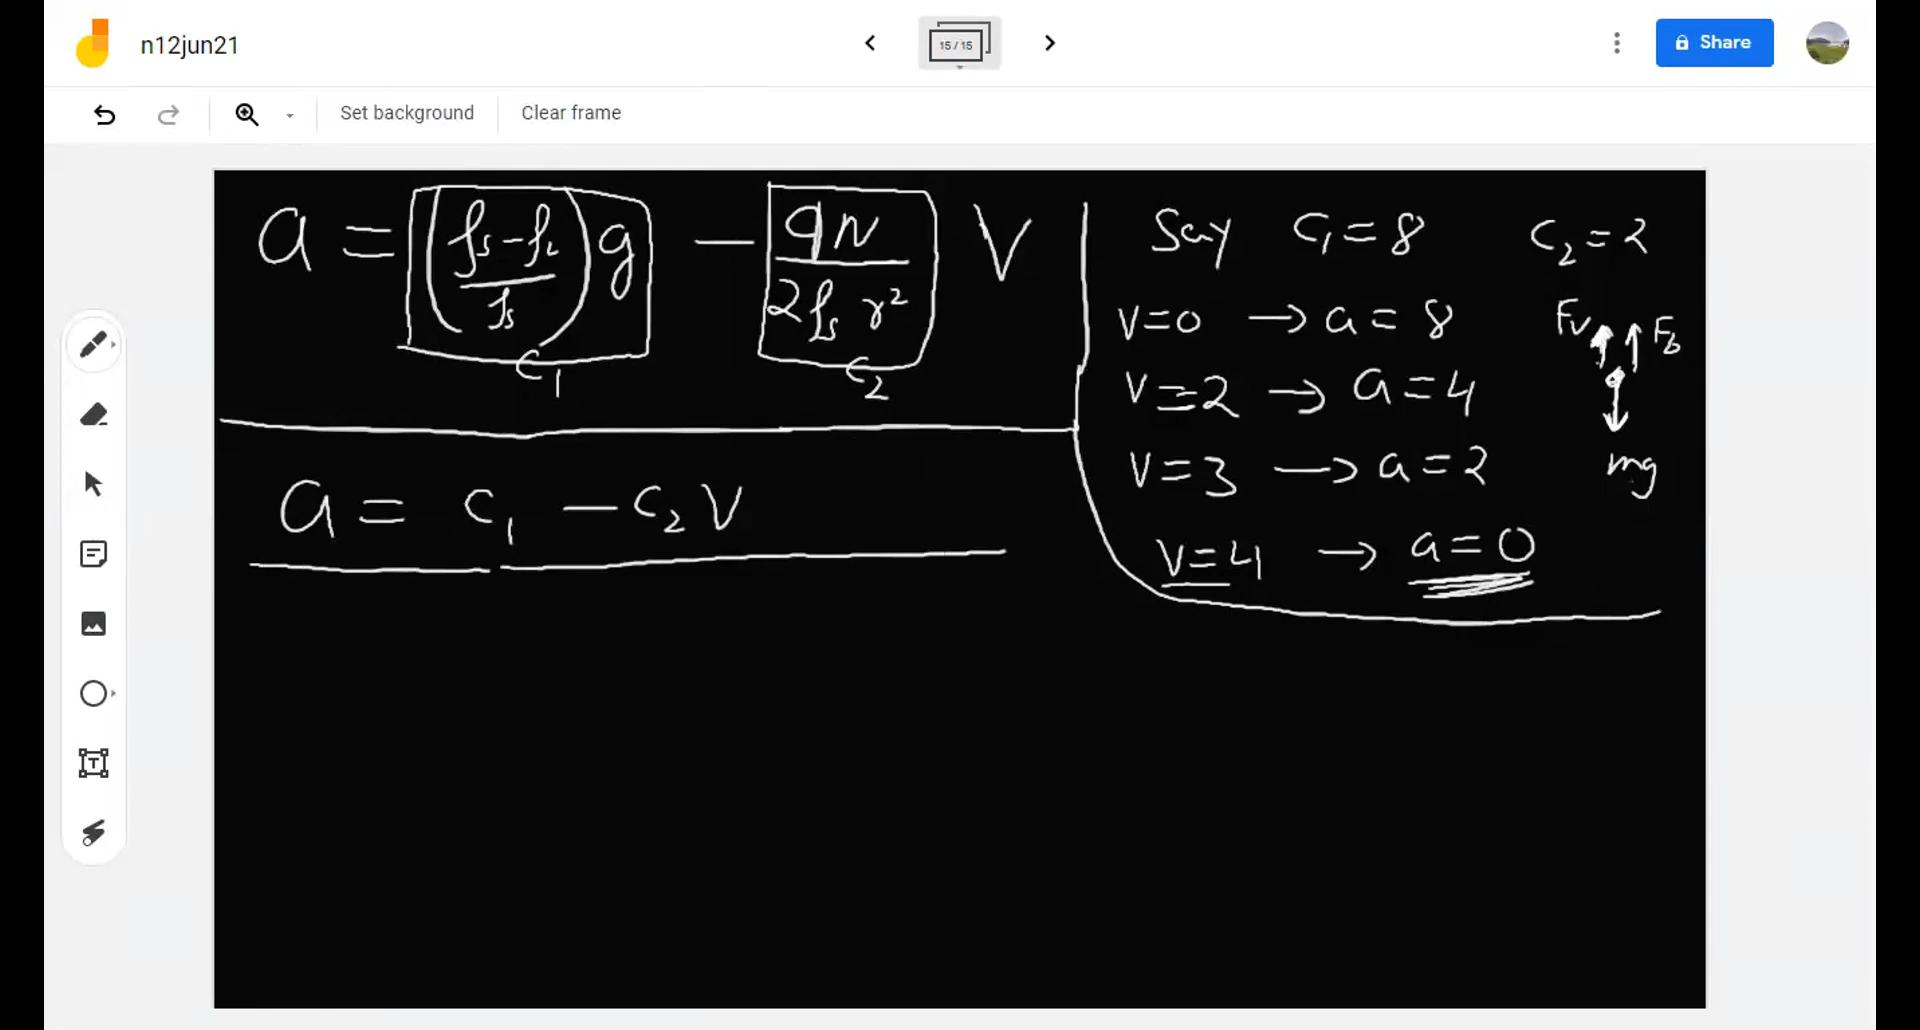 n12jun21
15 / 15
Share
Set background
Clear frame
a = ((ρs - ρL) / ρs) g - (9η / 2ρs r²) V
C1
C2
a = C1 - C2 V
Say C1 = 8 C2 = 2
V=0 → a = 8
V=2 → a = 4
V=3 → a = 2
V=4 → a = 0
Fv Fb
mg